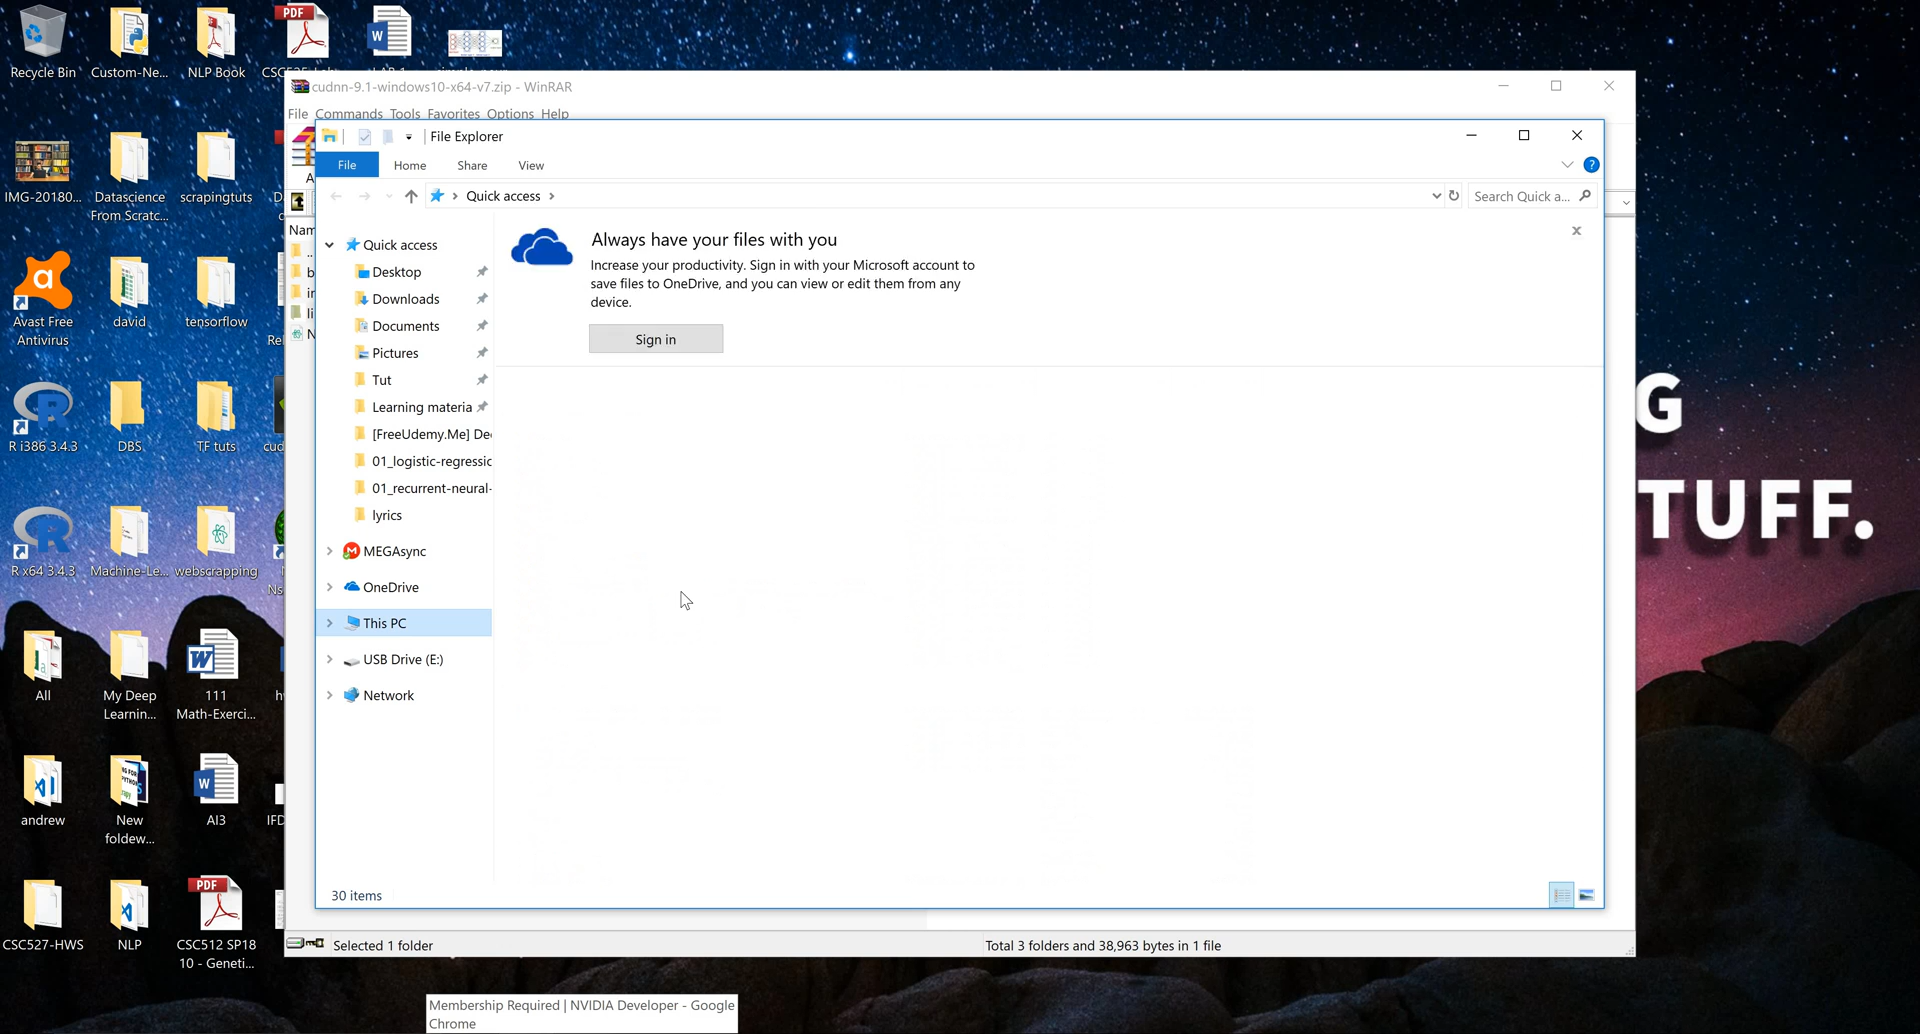 Recycle Bin
Custom-Ne...
NLP Book
PDF
cudnn-9.1-windows10-x64-v7.zip - WinRAR
File Commands Tools Favorites Options Help
File Explorer
File Home Share View
Quick access
Search Quick a...
IMG-20180...
Datascience
From Scratc...
scrapingtuts
Quick access
Desktop
Downloads
Documents
Pictures
Tut
Learning materia
[FreeUdemy.Me] De
01_logistic-regressic
01_recurrent-neural-
lyrics
MEGAsync
OneDrive
This PC
USB Drive (E:)
Network
Always have your files with you
Increase your productivity. Sign in with your Microsoft account to
save files to OneDrive, and you can view or edit them from any
device.
Sign in
Avast Free
Antivirus
david
tensorflow
R i386 3.4.3
DBS
TF tuts
R x64 3.4.3
Machine-Le...
webscrapping
G
TUFF.
All
My Deep
Learnin...
111
Math-Exerci...
andrew
New
foldew...
AI3
CSC527-HWS
NLP
PDF
CSC512 SP18
10 - Geneti...
30 items
Selected 1 folder
Total 3 folders and 38,963 bytes in 1 file
Membership Required | NVIDIA Developer - Google
Chrome